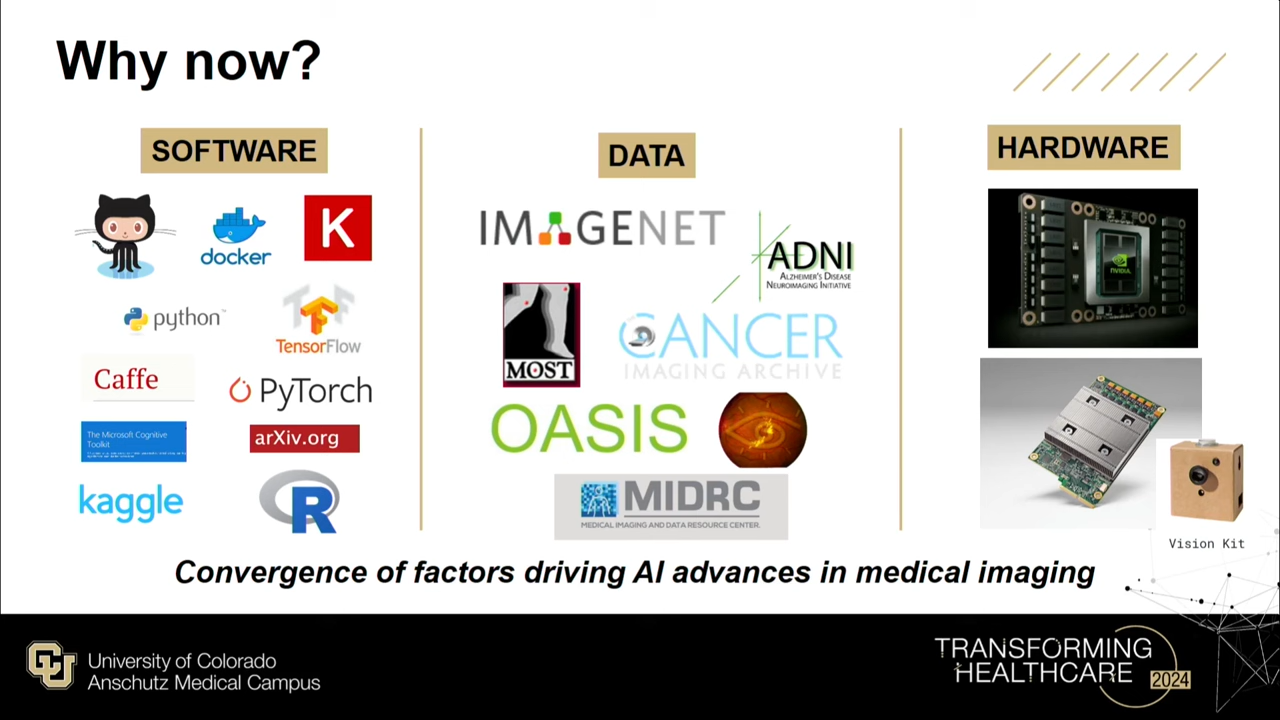 Why now?
SOFTWARE
docker
K
python
TensorFlow
Caffe
PyTorch
The Microsoft Cognitive
Toolkit
arXiv.org
kaggle
R
DATA
IMAGENET
ADNI
ALZHEIMER'S DISEASE
NEUROIMAGING INITIATIVE
MOST
CANCER
IMAGING ARCHIVE
OASIS
MIDRC
MEDICAL IMAGING AND DATA RESOURCE CENTER.
HARDWARE
NVIDIA
Vision Kit
Convergence of factors driving AI advances in medical imaging
CU
University of Colorado
Anschutz Medical Campus
TRANSFORMING
HEALTHCARE
2024